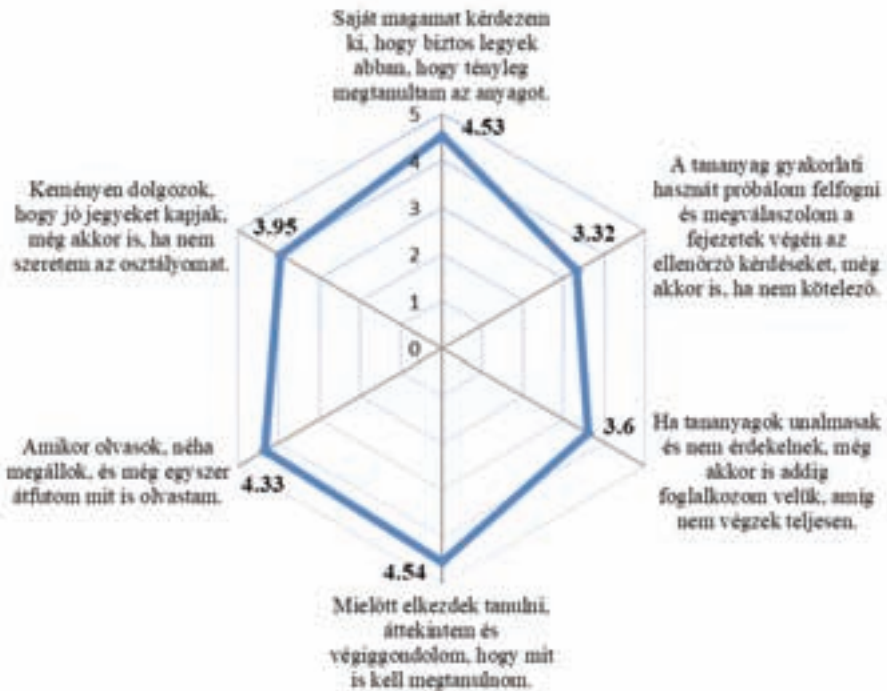 Saját magamat kérdezem
ki, hogy biztos legyek
abban, hogy tényleg
megtanultam az anyagot.
5
4.53
4
3
2
1
0
A tananyag gyakorlati
hasznát próbálom felfogni
és megválaszolom a
fejezetek végén az
ellenörzö kérdéseket, még
akkor is, ha nem kötelezö.
3.32
Ha tananyagok unalmasak
és nem érdekelnek, még
akkor is addig
foglalkozom velük, amig
nem végzek teljesen.
3.6
4.54
Mielött elkezdek tanulni,
áttekintem és
végiggondolom, hogy mit
is kell megtanulnom.
Amikor olvasok, néha
megállok, és még egyszer
átfutom mit is olvastam.
4.33
Keményen dolgozok,
hogy jó jegyeket kapjak,
még akkor is, ha nem
szeretem az osztályomat.
3.95